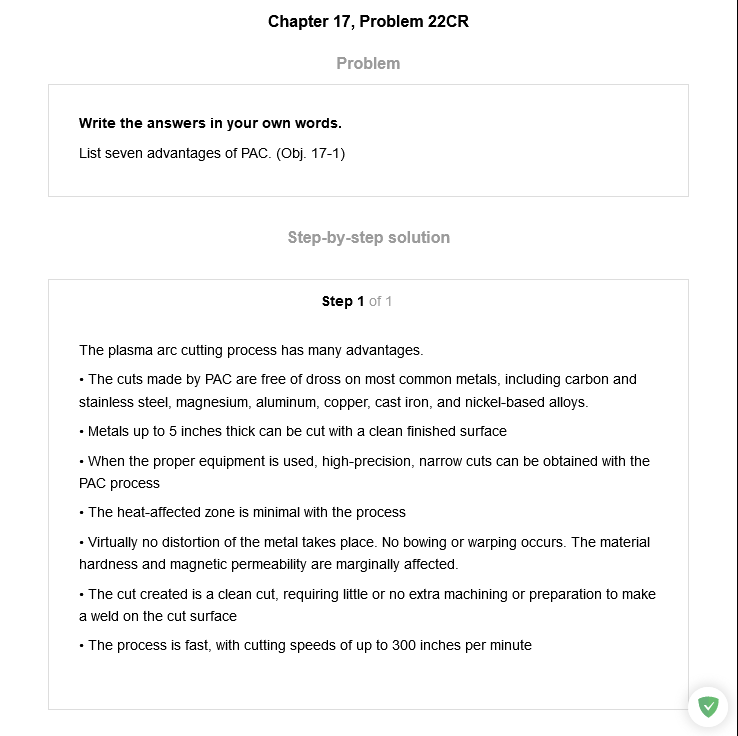 Chapter 17, Problem 22CR
Problem
Write the answers in your own words.
List seven advantages of PAC. (Obj. 17-1)
Step-by-step solution
Step 1 of 1
The plasma arc cutting process has many advantages.
• The cuts made by PAC are free of dross on most common metals, including carbon and
stainless steel, magnesium, aluminum, copper, cast iron, and nickel-based alloys.
• Metals up to 5 inches thick can be cut with a clean finished surface
• When the proper equipment is used, high-precision, narrow cuts can be obtained with the
PAC process
• The heat-affected zone is minimal with the process
• Virtually no distortion of the metal takes place. No bowing or warping occurs. The material
hardness and magnetic permeability are marginally affected.
• The cut created is a clean cut, requiring little or no extra machining or preparation to make
a weld on the cut surface
• The process is fast, with cutting speeds of up to 300 inches per minute